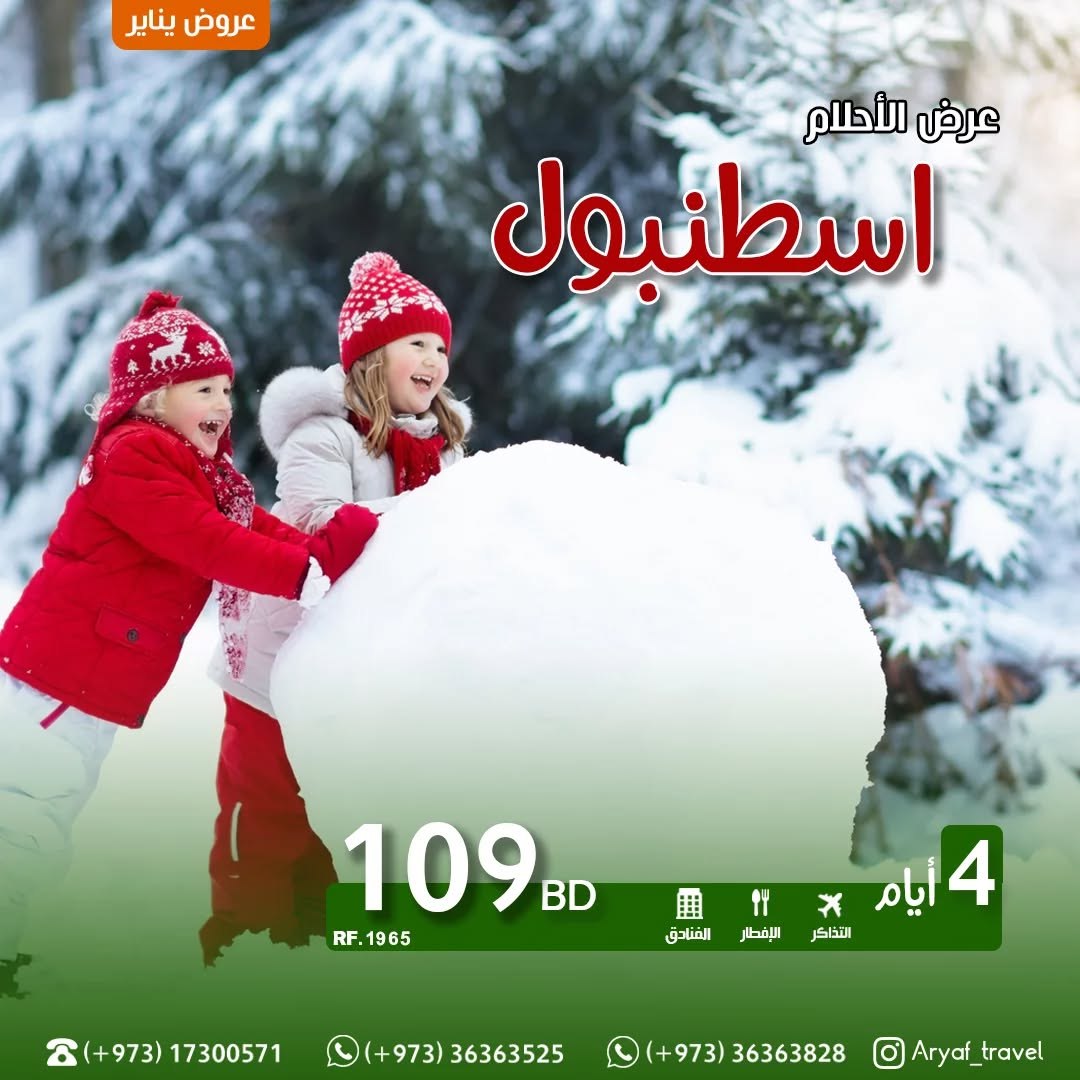 عروض يناير
عرض الأحلام
اسطنبول
4 أيام
التذاكر
الإفطار
الفنادق
109 BD
RF.1965
(+973) 17300571
(+973) 36363525
(+973) 36363828
Aryaf_travel